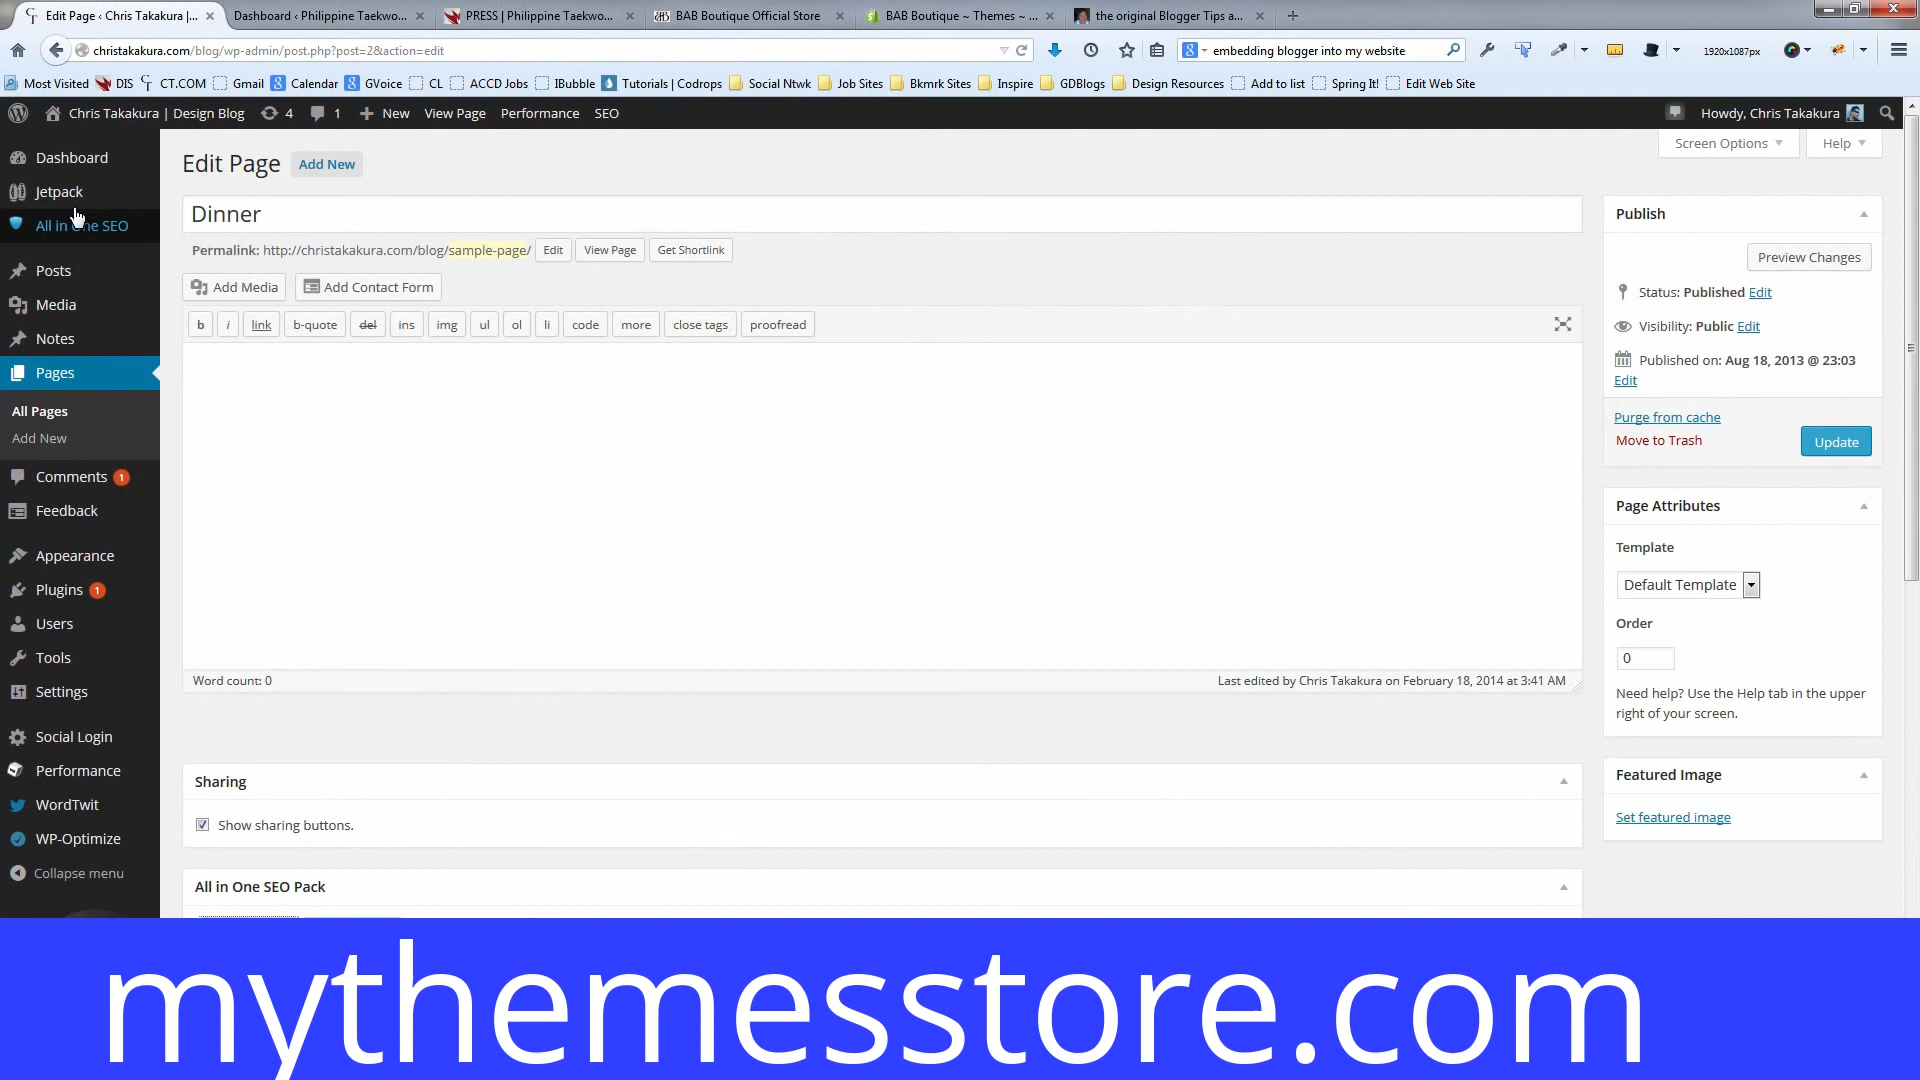 Edit Page ‹ Chris Takakura |...
Dashboard ‹ Philippine Taekwo...
PRESS | Philippine Taekwo...
BAB Boutique Official Store
BAB Boutique ~ Themes ~ ...
the original Blogger Tips a...
christakakura.com/blog/wp-admin/post.php?post=2&action=edit
embedding blogger into my website
1920x1087px
Most Visited DIS CT.COM Gmail Calendar GVoice CL ACCD Jobs IBubble Tutorials | Codrops Social Ntwk Job Sites Bkmrk Sites Inspire GDBlogs Design Resources Add to list Spring It! Edit Web Site
Chris Takakura | Design Blog 4 1 New View Page Performance SEO
Howdy, Chris Takakura
Dashboard
Jetpack
All in One SEO
Posts
Media
Notes
Pages
All Pages
Add New
Comments 1
Feedback
Appearance
Plugins 1
Users
Tools
Settings
Social Login
Performance
WordTwit
WP-Optimize
Collapse menu
Screen Options
Help
Edit Page Add New
Dinner
Permalink: http://christakakura.com/blog/sample-page/ Edit View Page Get Shortlink
Add Media Add Contact Form
b i link b-quote del ins img ul ol li code more close tags proofread
Word count: 0
Last edited by Chris Takakura on February 18, 2014 at 3:41 AM
Sharing
Show sharing buttons.
All in One SEO Pack
Publish
Preview Changes
Status: Published Edit
Visibility: Public Edit
Published on: Aug 18, 2013 @ 23:03
Edit
Purge from cache
Move to Trash
Update
Page Attributes
Template
Default Template
Order
0
Need help? Use the Help tab in the upper
right of your screen.
Featured Image
Set featured image
mythemesstore.com